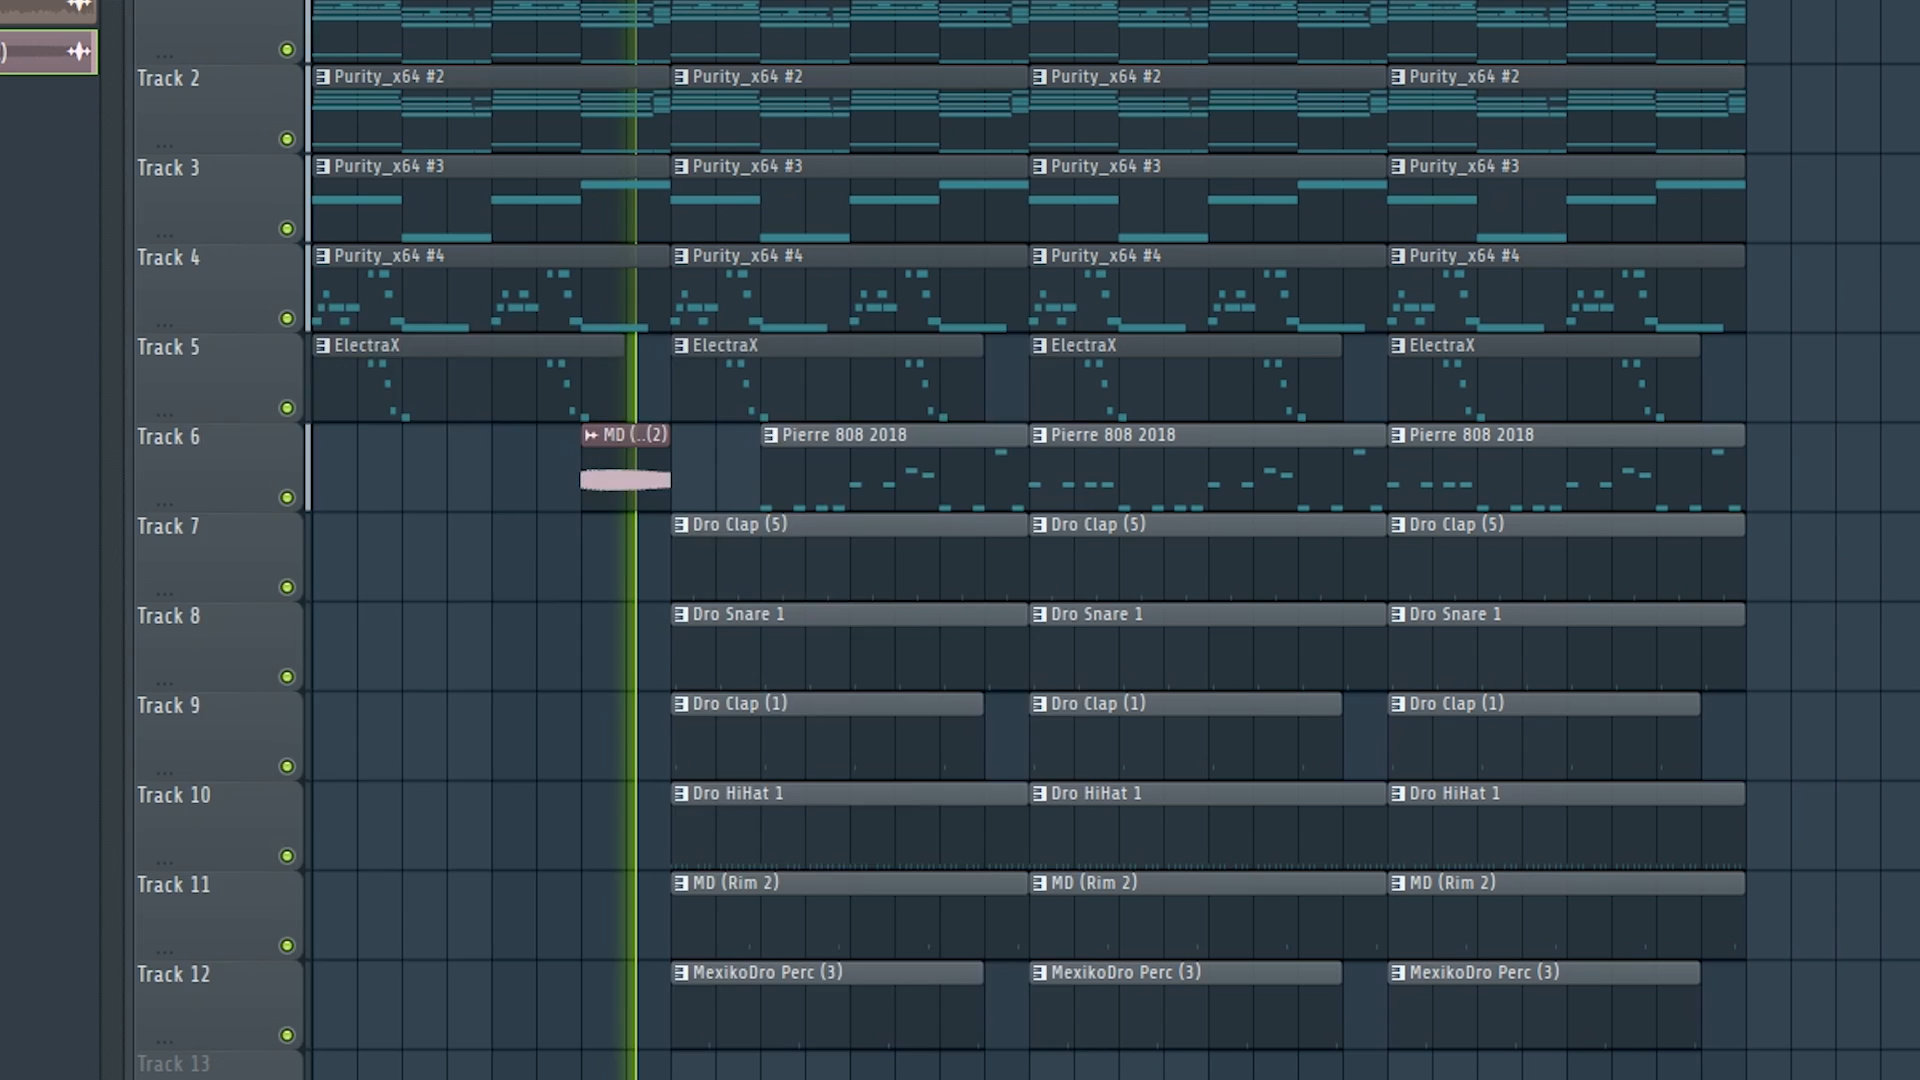 )
Track 2
Purity_x64 #2 Purity_x64 #2 Purity_x64 #2 Purity_x64 #2
Track 3
Purity_x64 #3 Purity_x64 #3 Purity_x64 #3 Purity_x64 #3
Track 4
Purity_x64 #4 Purity_x64 #4 Purity_x64 #4 Purity_x64 #4
Track 5
ElectraX ElectraX ElectraX ElectraX
Track 6
MD (..(2) Pierre 808 2018 Pierre 808 2018 Pierre 808 2018
Track 7
Dro Clap (5) Dro Clap (5) Dro Clap (5)
Track 8
Dro Snare 1 Dro Snare 1 Dro Snare 1
Track 9
Dro Clap (1) Dro Clap (1) Dro Clap (1)
Track 10
Dro HiHat 1 Dro HiHat 1 Dro HiHat 1
Track 11
MD (Rim 2) MD (Rim 2) MD (Rim 2)
Track 12
MexikoDro Perc (3) MexikoDro Perc (3) MexikoDro Perc (3)
Track 13